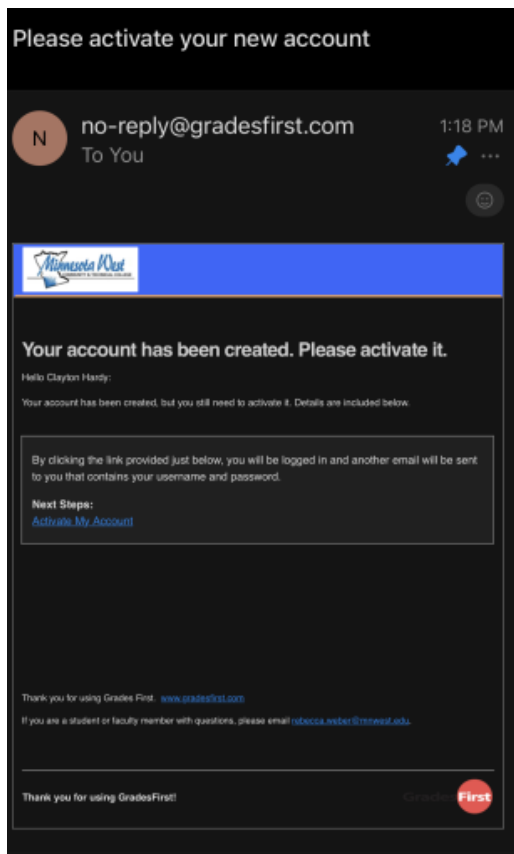 Please activate your new account
N
no-reply@gradesfirst.com
1:18 PM
To You
Minnesota West
COMMUNITY & TECHNICAL COLLEGE
Your account has been created. Please activate it.
Hello Clayton Hardy:
Your account has been created, but you still need to activate it. Details are included below.
By clicking the link provided just below, you will be logged in and another email will be sent
to you that contains your username and password.
Next Steps:
Activate My Account
Thank you for using Grades First. www.gradesfirst.com
If you are a student or faculty member with questions, please email rebecca.weber@mnwest.edu.
Thank you for using GradesFirst!
GradesFirst